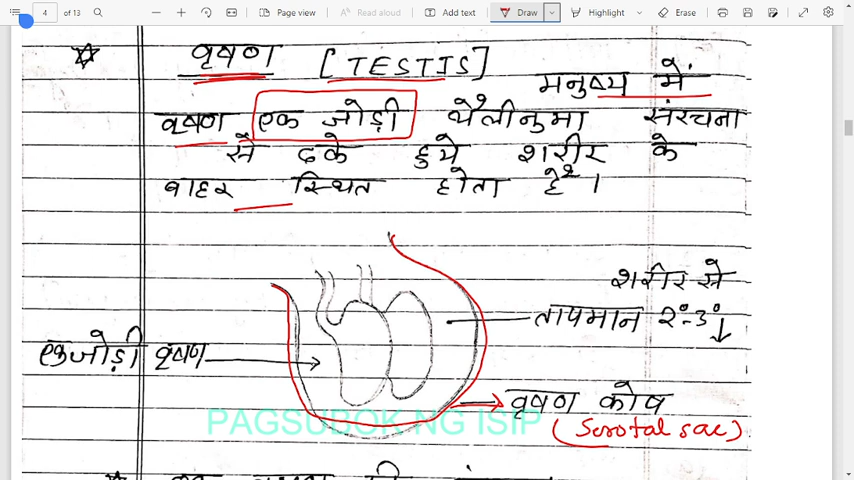 4 of 13
Page view
Read aloud
Add text
Draw
Highlight
Erase
वृषण [TESTIS]
मनुष्य में
वृषण एक जोड़ी थैलीनुमा संरचना
से ढके हुये शरीर के
बाहर स्थित होता है।
शरीर से
तापमान 2°-3°↓
एकजोड़ी वृषण
वृषण कोष
PAGSUBOK NG ISIP
(Scrotal sac)